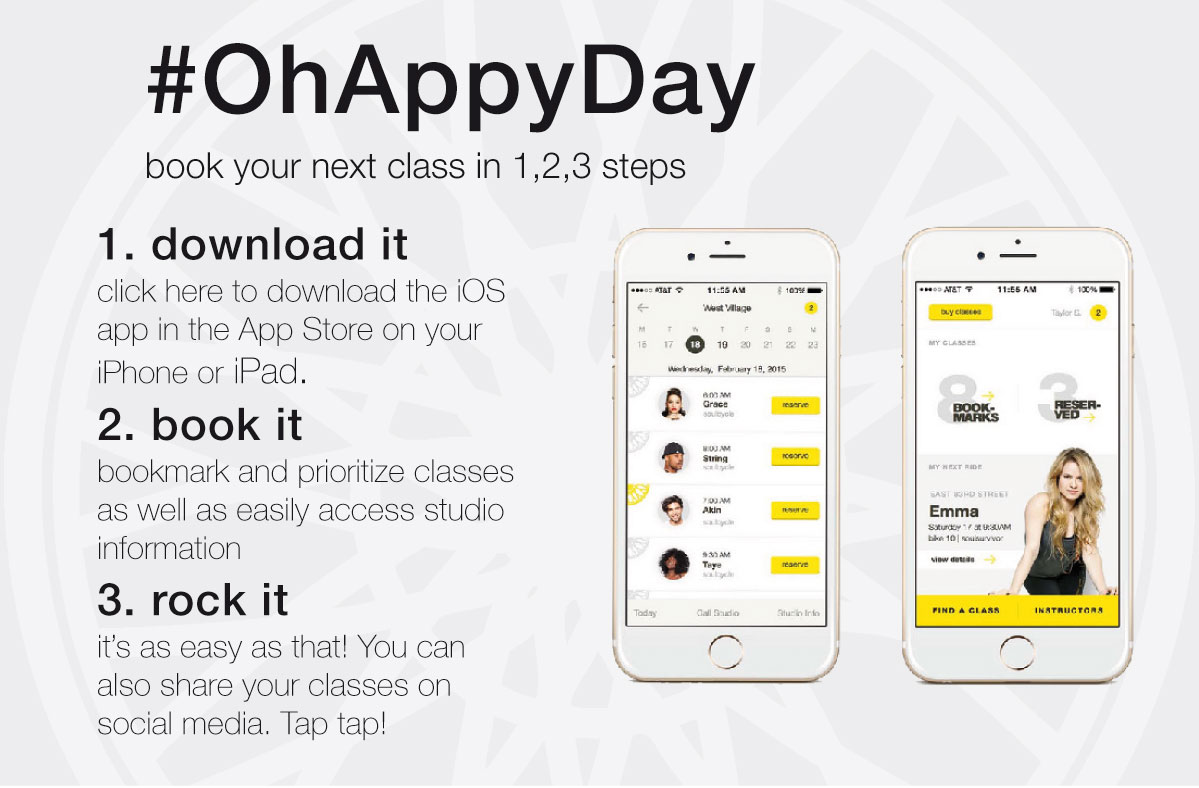 #OhAppyDay
book your next class in 1,2,3 steps
1. download it
click here to download the iOS
app in the App Store on your
iPhone or iPad.
2. book it
bookmark and prioritize classes
as well as easily access studio
information
3. rock it
it's as easy as that! You can
also share your classes on
social media. Tap tap!
AT&T 11:55 AM 100%
West Village 2
M T W T F S S M
16 17 18 19 20 21 22 23
Wednesday, February 18, 2015
6:00 AM
Grace reserve
soulcycle
8:00 AM
String reserve
soulcycle
7:00 AM
Akin reserve
soulcycle
9:30 AM
Taye reserve
soulcycle
Today Call Studio Studio Info
AT&T 11:55 AM 100%
buy classes Taylor G. 2
MY CLASSES
8 BOOK-
MARKS
3 RESER-
VED
MY NEXT RIDE
EAST 83RD STREET
Emma
Saturday 17 at 9:30AM
bike 10 | soulsurvivor
view details
FIND A CLASS INSTRUCTORS